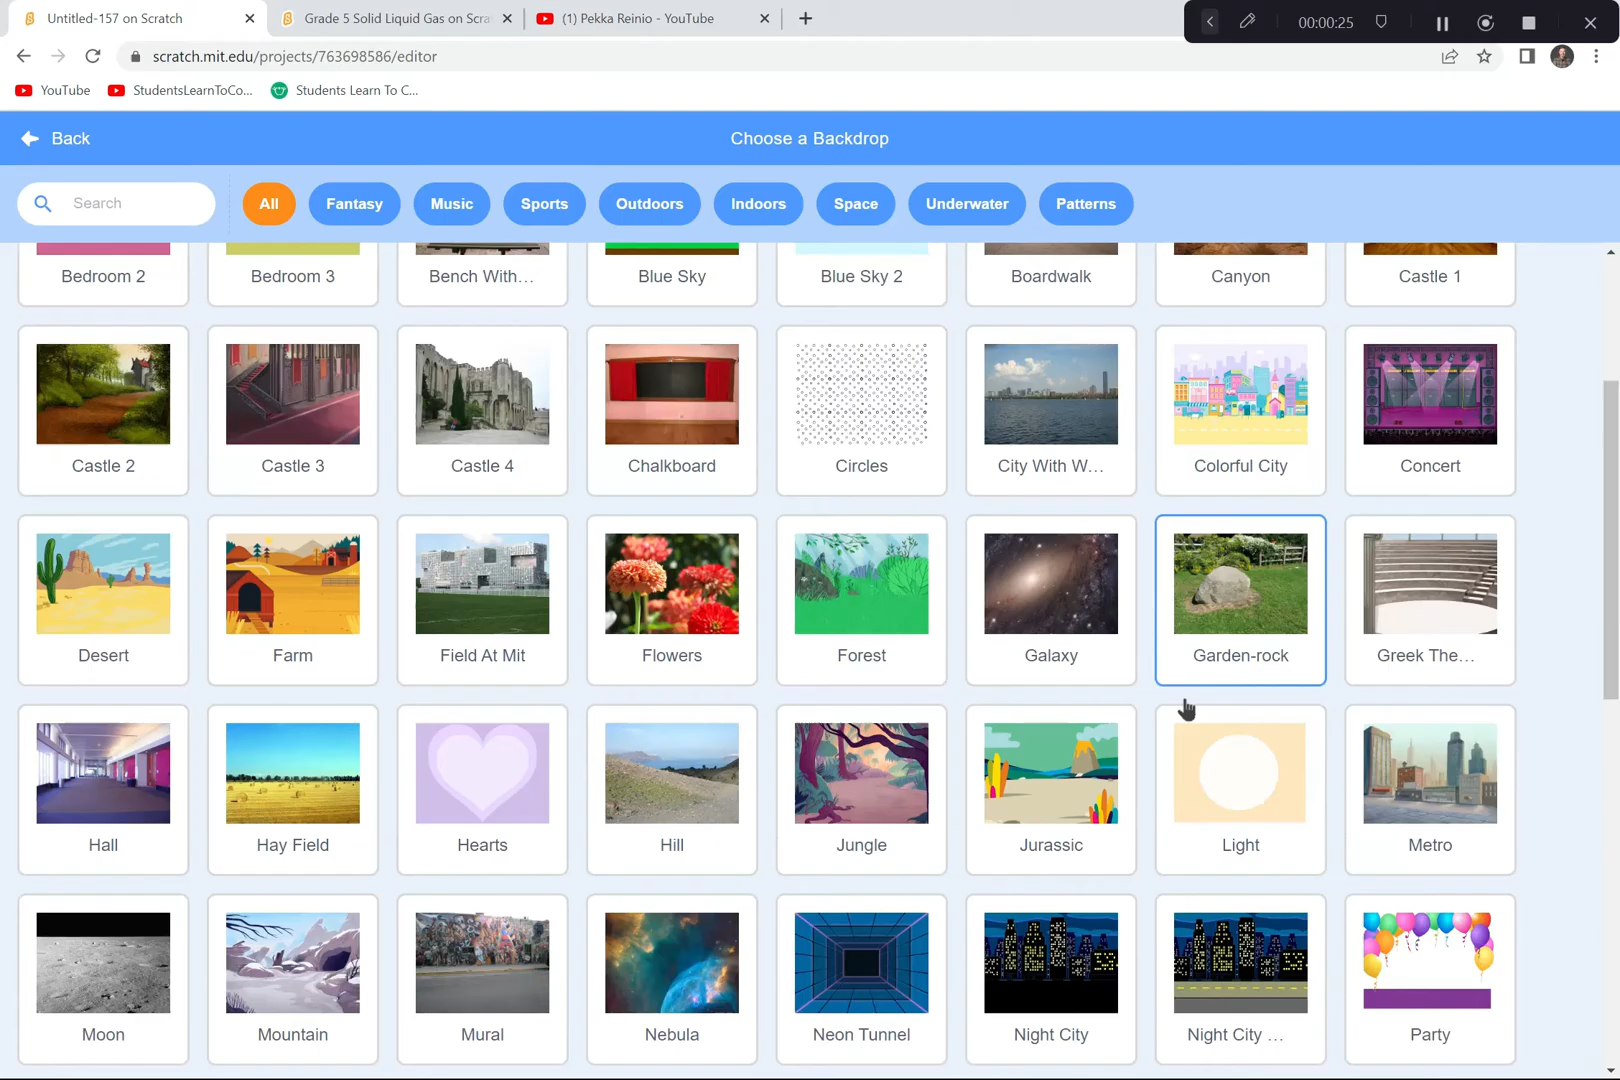 Untitled-157 on Scratch
Grade 5 Solid Liquid Gas on Scra
(1) Pekka Reinio - YouTube
00:00:25
scratch.mit.edu/projects/763698586/editor
YouTube
StudentsLearnToCo...
Students Learn To C...
Back
Choose a Backdrop
Search
All
Fantasy
Music
Sports
Outdoors
Indoors
Space
Underwater
Patterns
Bedroom 2
Bedroom 3
Bench With...
Blue Sky
Blue Sky 2
Boardwalk
Canyon
Castle 1
Castle 2
Castle 3
Castle 4
Chalkboard
Circles
City With W...
Colorful City
Concert
Desert
Farm
Field At Mit
Flowers
Forest
Galaxy
Garden-rock
Greek The...
Hall
Hay Field
Hearts
Hill
Jungle
Jurassic
Light
Metro
Moon
Mountain
Mural
Nebula
Neon Tunnel
Night City
Night City ...
Party